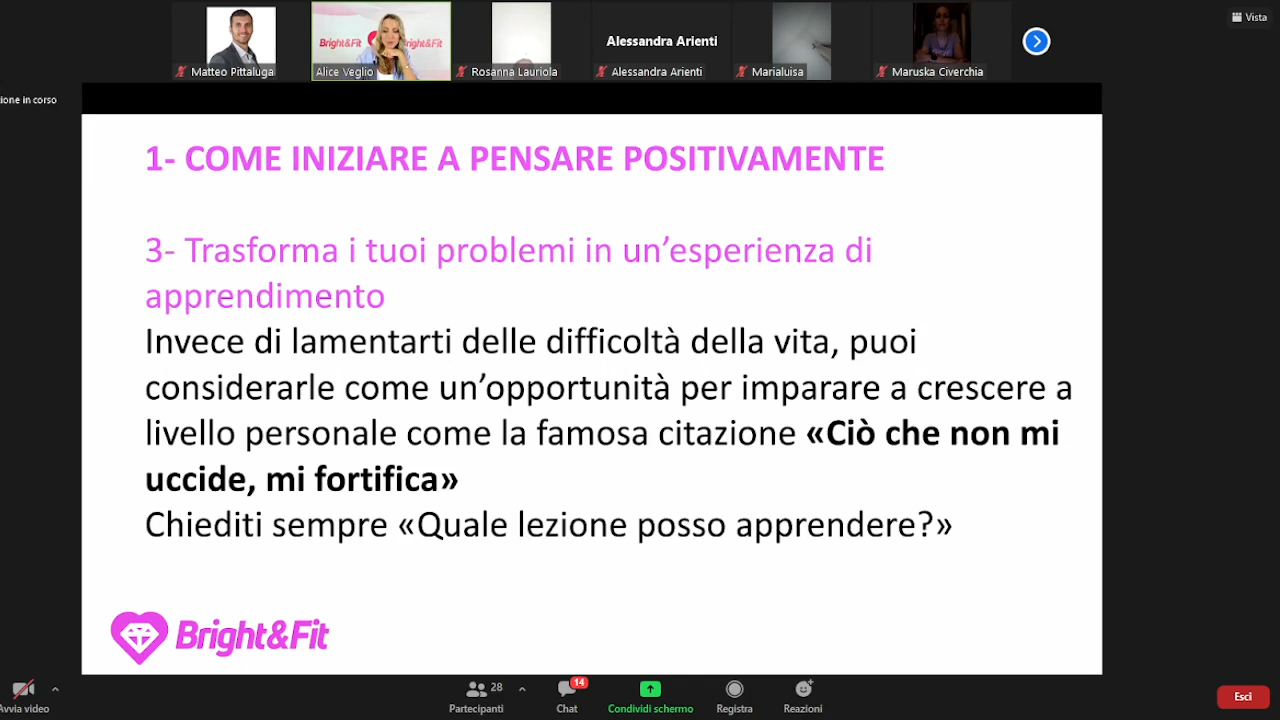 Vista
Bright&Fit
Alessandra Arienti
Matteo Pittaluga
Alice Veglio
Rosanna Lauriola
Alessandra Arienti
Marialuisa
Maruska Civerchia
ione in corso
1- COME INIZIARE A PENSARE POSITIVAMENTE
3- Trasforma i tuoi problemi in un’esperienza di
apprendimento
Invece di lamentarti delle difficoltà della vita, puoi
considerarle come un’opportunità per imparare a crescere a
livello personale come la famosa citazione «Ciò che non mi
uccide, mi fortifica»
Chiediti sempre «Quale lezione posso apprendere?»
Bright&Fit
28
14
Avvia video
Partecipanti
Chat
Condividi schermo
Registra
Reazioni
Esci